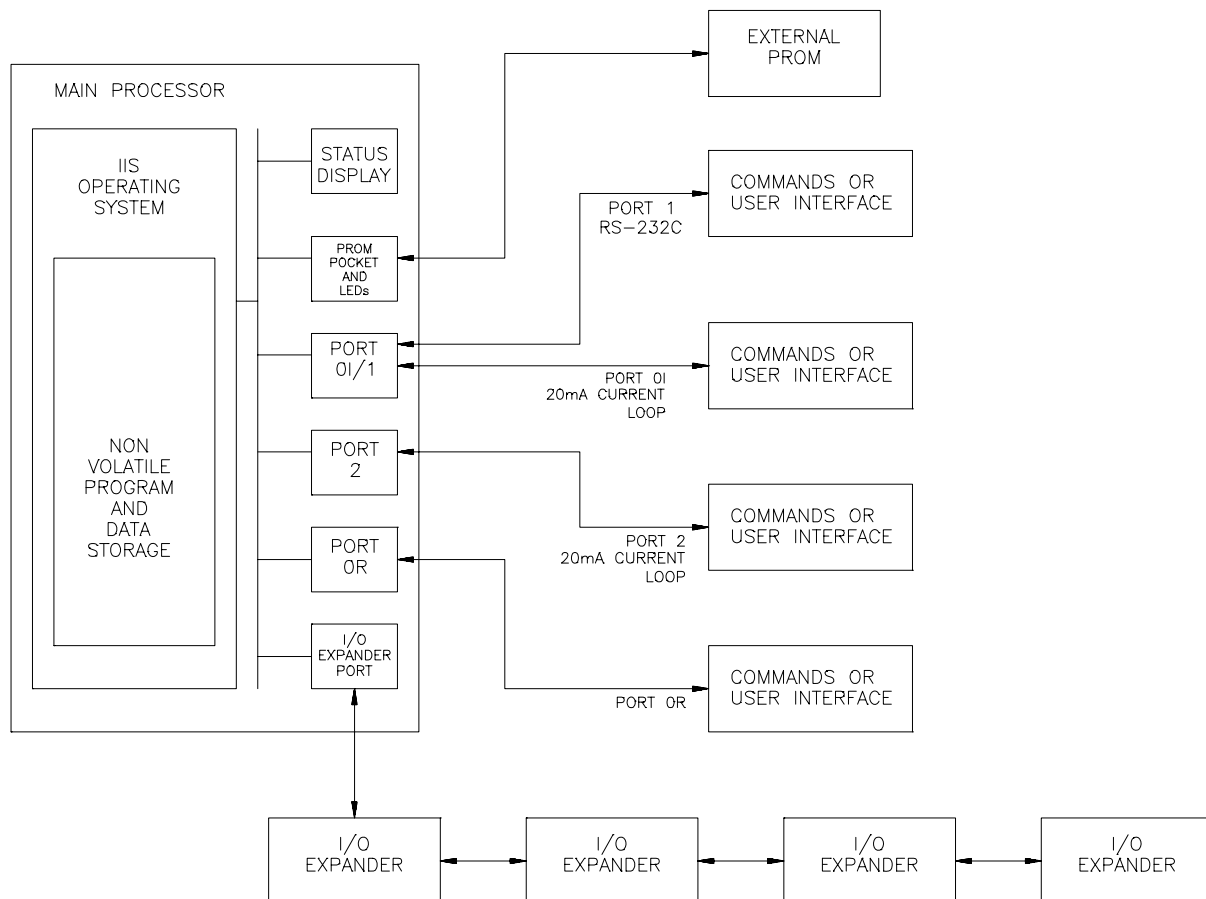 EXTERNAL
PROM
MAIN PROCESSOR
IIS
OPERATING
SYSTEM
NON
VOLATILE
PROGRAM
AND
DATA
STORAGE
STATUS
DISPLAY
PROM
POCKET
AND
LEDs
PORT
0I/1
PORT
2
PORT
0R
I/O
EXPANDER
PORT
PORT 1
RS-232C
COMMANDS OR
USER INTERFACE
PORT 0I
20mA CURRENT
LOOP
COMMANDS OR
USER INTERFACE
PORT 2
20mA CURRENT
LOOP
COMMANDS OR
USER INTERFACE
PORT 0R
COMMANDS OR
USER INTERFACE
I/O
EXPANDER
I/O
EXPANDER
I/O
EXPANDER
I/O
EXPANDER